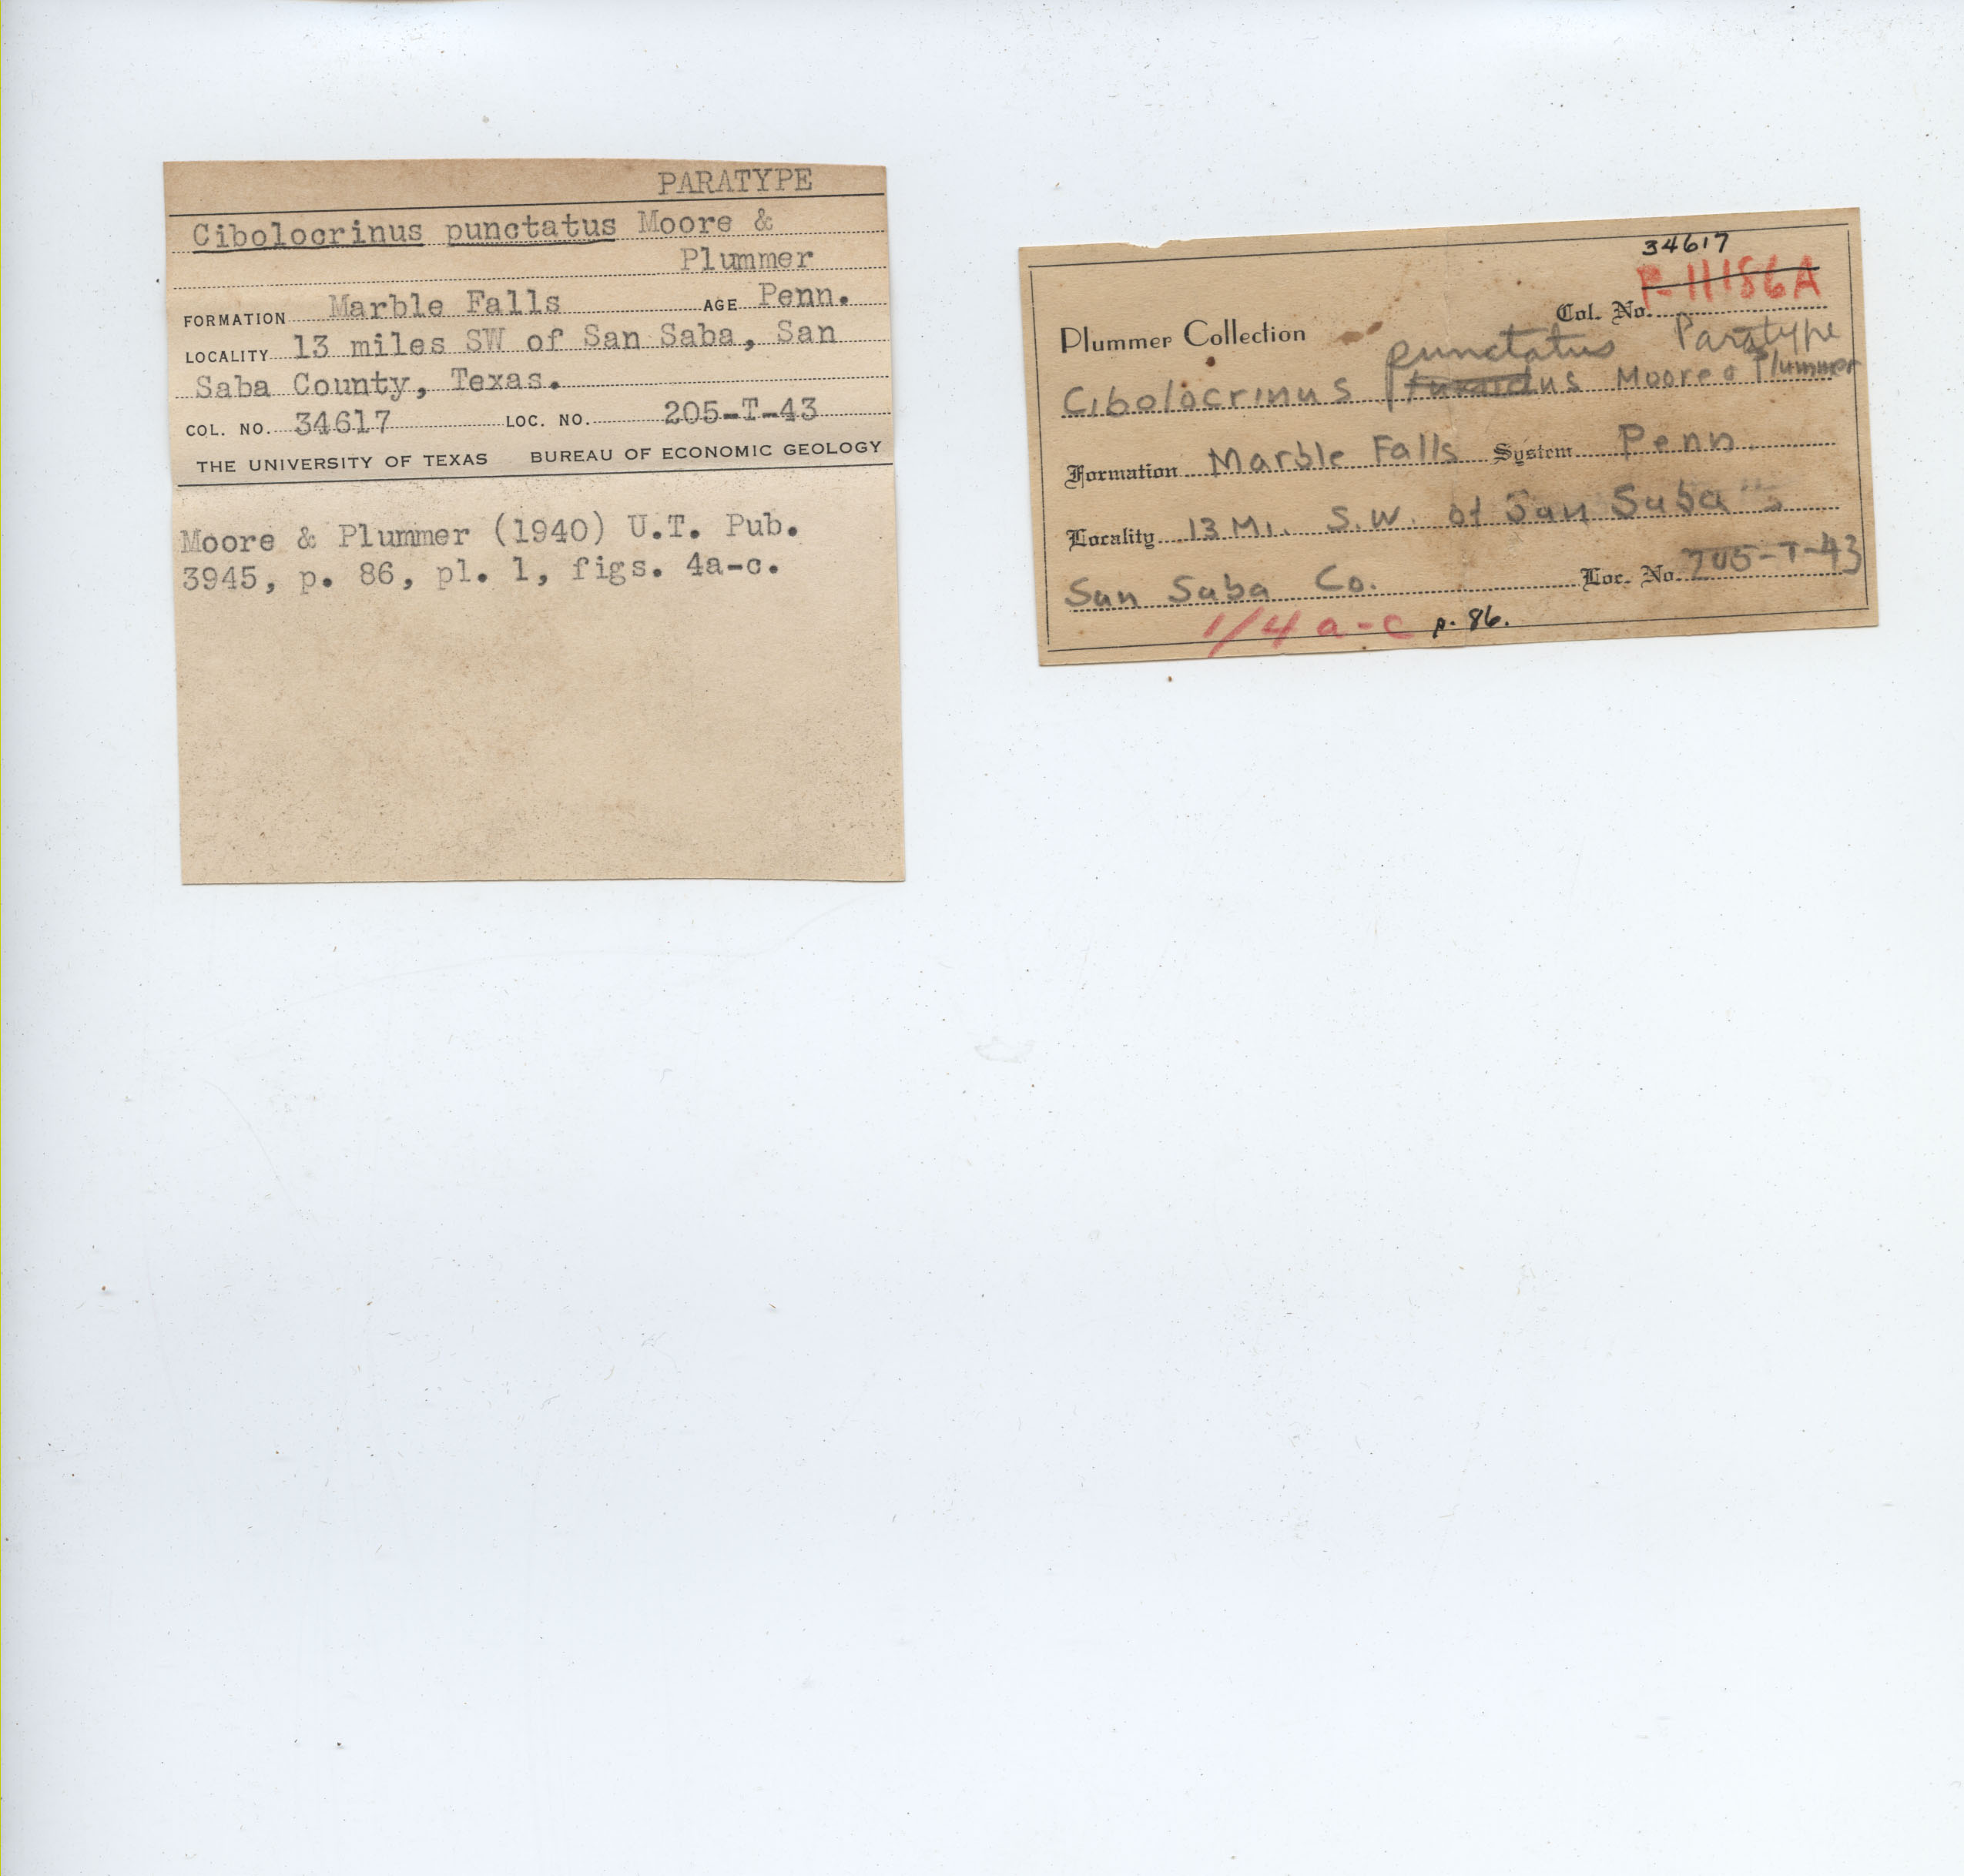 PARATYPE
Cibolocrinus punctatus Moore &
Plummer
FORMATION Marble Falls AGE Penn.
LOCALITY 13 miles SW of San Saba, San
Saba County, Texas.
COL. NO. 34617 LOC. NO. 205-T-43
THE UNIVERSITY OF TEXAS BUREAU OF ECONOMIC GEOLOGY
Moore & Plummer (1940) U.T. Pub.
3945, p. 86, pl. 1, figs. 4a-c.
34617
Plummer Collection Col. No. P-11186A
punctatus Paratype
Cibolocrinus Moore & Plummer
Formation Marble Falls System Penn.
Locality 13 Mi. S.W. of San Saba
San Saba Co. Loc. No. 205-T-43
1/4 a-c p. 86.